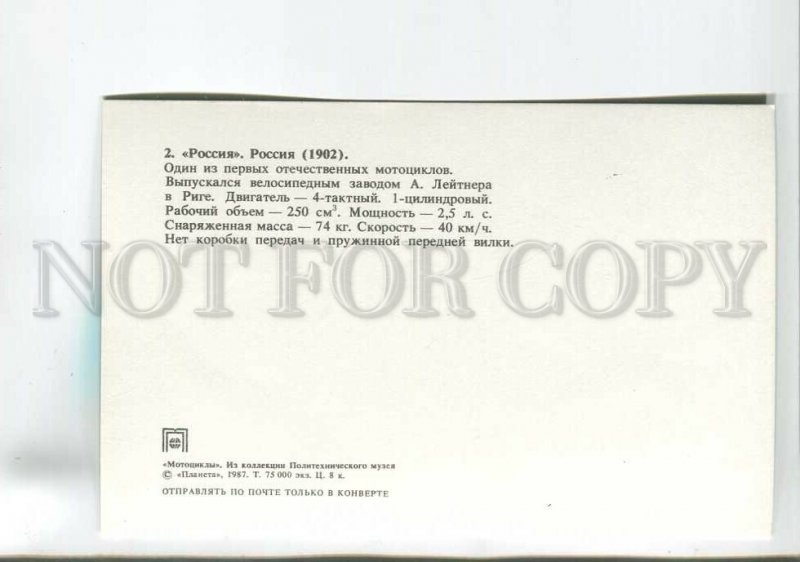 2. «Россия». Россия (1902).
Один из первых отечественных мотоциклов.
Выпускался велосипедным заводом А. Лейтнера
в Риге. Двигатель — 4-тактный. 1-цилиндровый.
Рабочий объем — 250 см³. Мощность — 2,5 л. с.
Снаряженная масса — 74 кг. Скорость — 40 км/ч.
Нет коробки передач и пружинной передней вилки.
NOT FOR COPY
«Мотоциклы». Из коллекции Политехнического музея
© «Планета», 1987. Т. 75 000 экз. Ц. 8 к.
ОТПРАВЛЯТЬ ПО ПОЧТЕ ТОЛЬКО В КОНВЕРТЕ